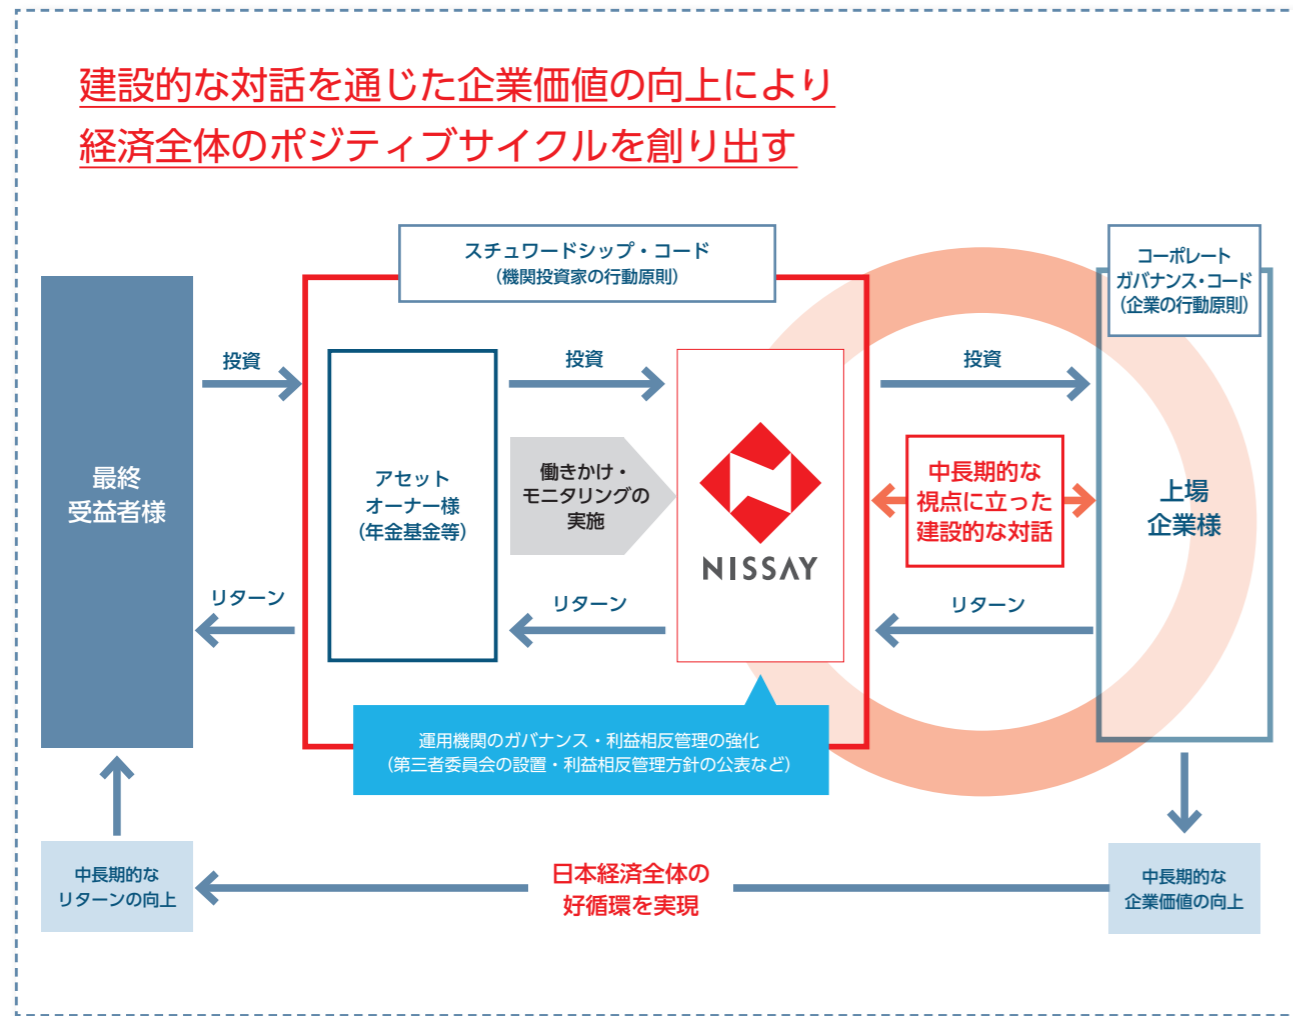 建設的な対話を通じた企業価値の向上により
経済全体のポジティブサイクルを創り出す
スチュワードシップ・コード
（機関投資家の行動原則）
コーポレート
ガバナンス・コード
（企業の行動原則）
投資
投資
投資
最終
受益者様
アセット
オーナー様
（年金基金等）
働きかけ・
モニタリングの
実施
NISSAY
中長期的な
視点に立った
建設的な対話
上場
企業様
リターン
リターン
リターン
運用機関のガバナンス・利益相反管理の強化
（第三者委員会の設置・利益相反管理方針の公表など）
中長期的な
リターンの向上
日本経済全体の
好循環を実現
中長期的な
企業価値の向上